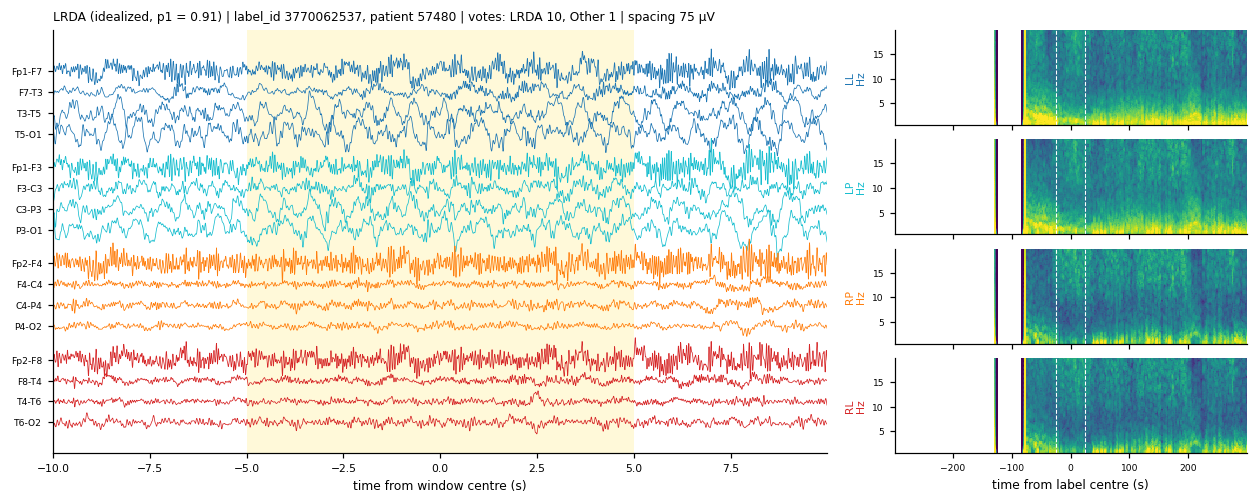 LRDA (idealized, p1 = 0.91) | label_id 3770062537, patient 57480 | votes: LRDA 10, Other 1 | spacing 75 µV
Fp1-F7
F7-T3
T3-T5
T5-O1
Fp1-F3
F3-C3
C3-P3
P3-O1
Fp2-F4
F4-C4
C4-P4
P4-O2
Fp2-F8
F8-T4
T4-T6
T6-O2
−10.0 −7.5 −5.0 −2.5 0.0 2.5 5.0 7.5
time from window centre (s)
LL
Hz
15
10
5
LP
Hz
15
10
5
RP
Hz
15
10
5
RL
Hz
15
10
5
−200 −100 0 100 200
time from label centre (s)